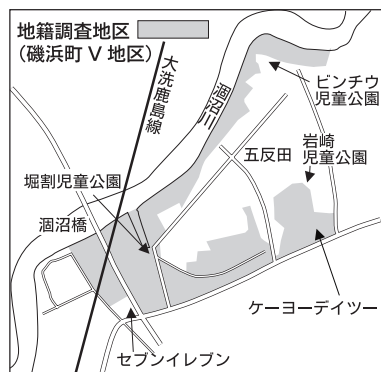 地籍調査地区
(磯浜町 V 地区)
大洗鹿島線
涸沼川
ビンチウ
児童公園
五反田
岩崎
児童公園
堀割児童公園
涸沼橋
ケーヨーデイツー
セブンイレブン